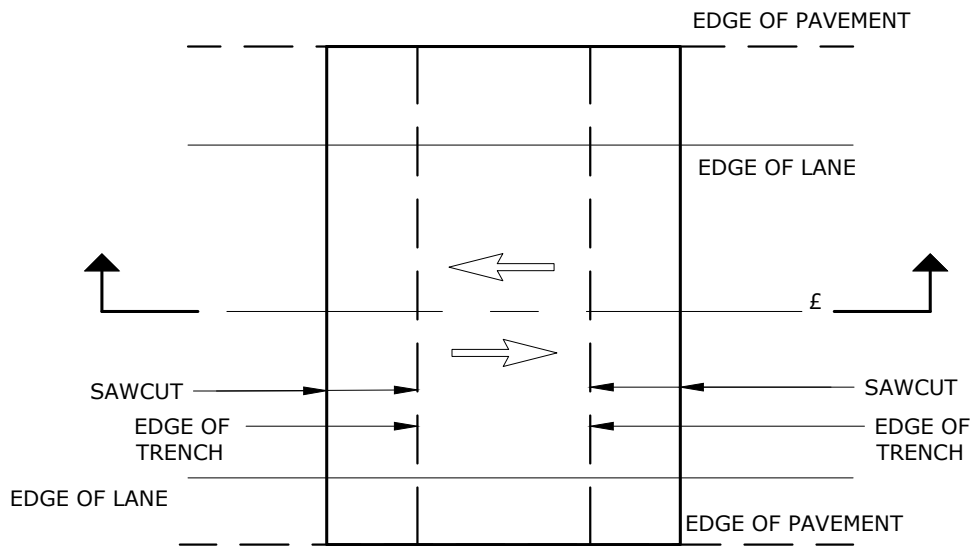 EDGE OF PAVEMENT
EDGE OF LANE
£
SAWCUT
SAWCUT
EDGE OF
TRENCH
EDGE OF
TRENCH
EDGE OF LANE
EDGE OF PAVEMENT